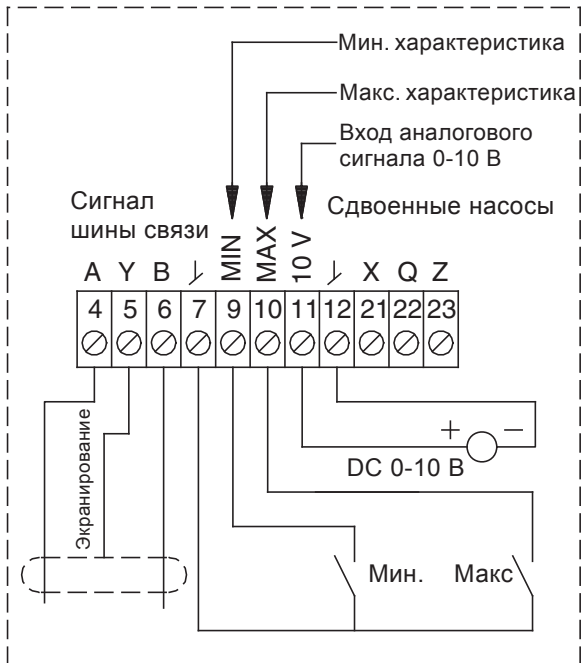 Мин. характеристика
Макс. характеристика
Вход аналогового
сигнала 0-10 В
Сигнал
шины связи
Сдвоенные насосы
A Y B MIN MAX 10 V X Q Z
4 5 6 7 9 10 11 12 21 22 23
Экранирование
+ −
DC 0-10 В
Мин. Макс